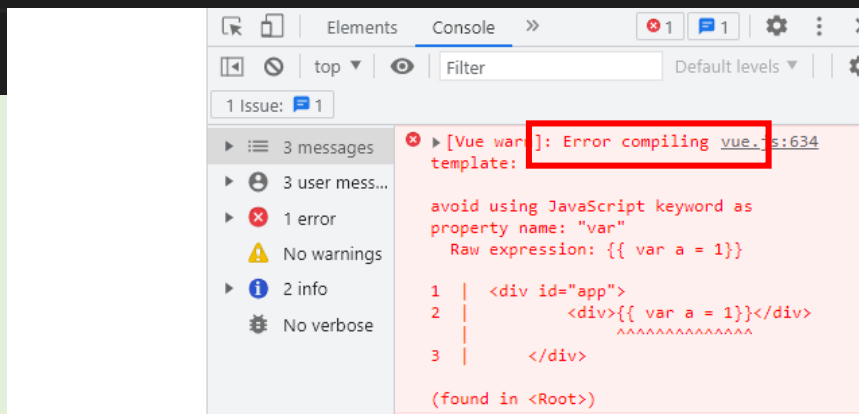 Elements Console » 1 1
top ▼ Filter Default levels ▼
1 Issue: 1
3 messages
3 user mess...
1 error
No warnings
2 info
No verbose
[Vue warn]: Error compiling vue.js:634
template:
avoid using JavaScript keyword as
property name: "var"
Raw expression: {{ var a = 1}}
1 | <div id="app">
2 | <div>{{ var a = 1}}</div>
| ^^^^^^^^^^^^^^
3 | </div>
(found in <Root>)